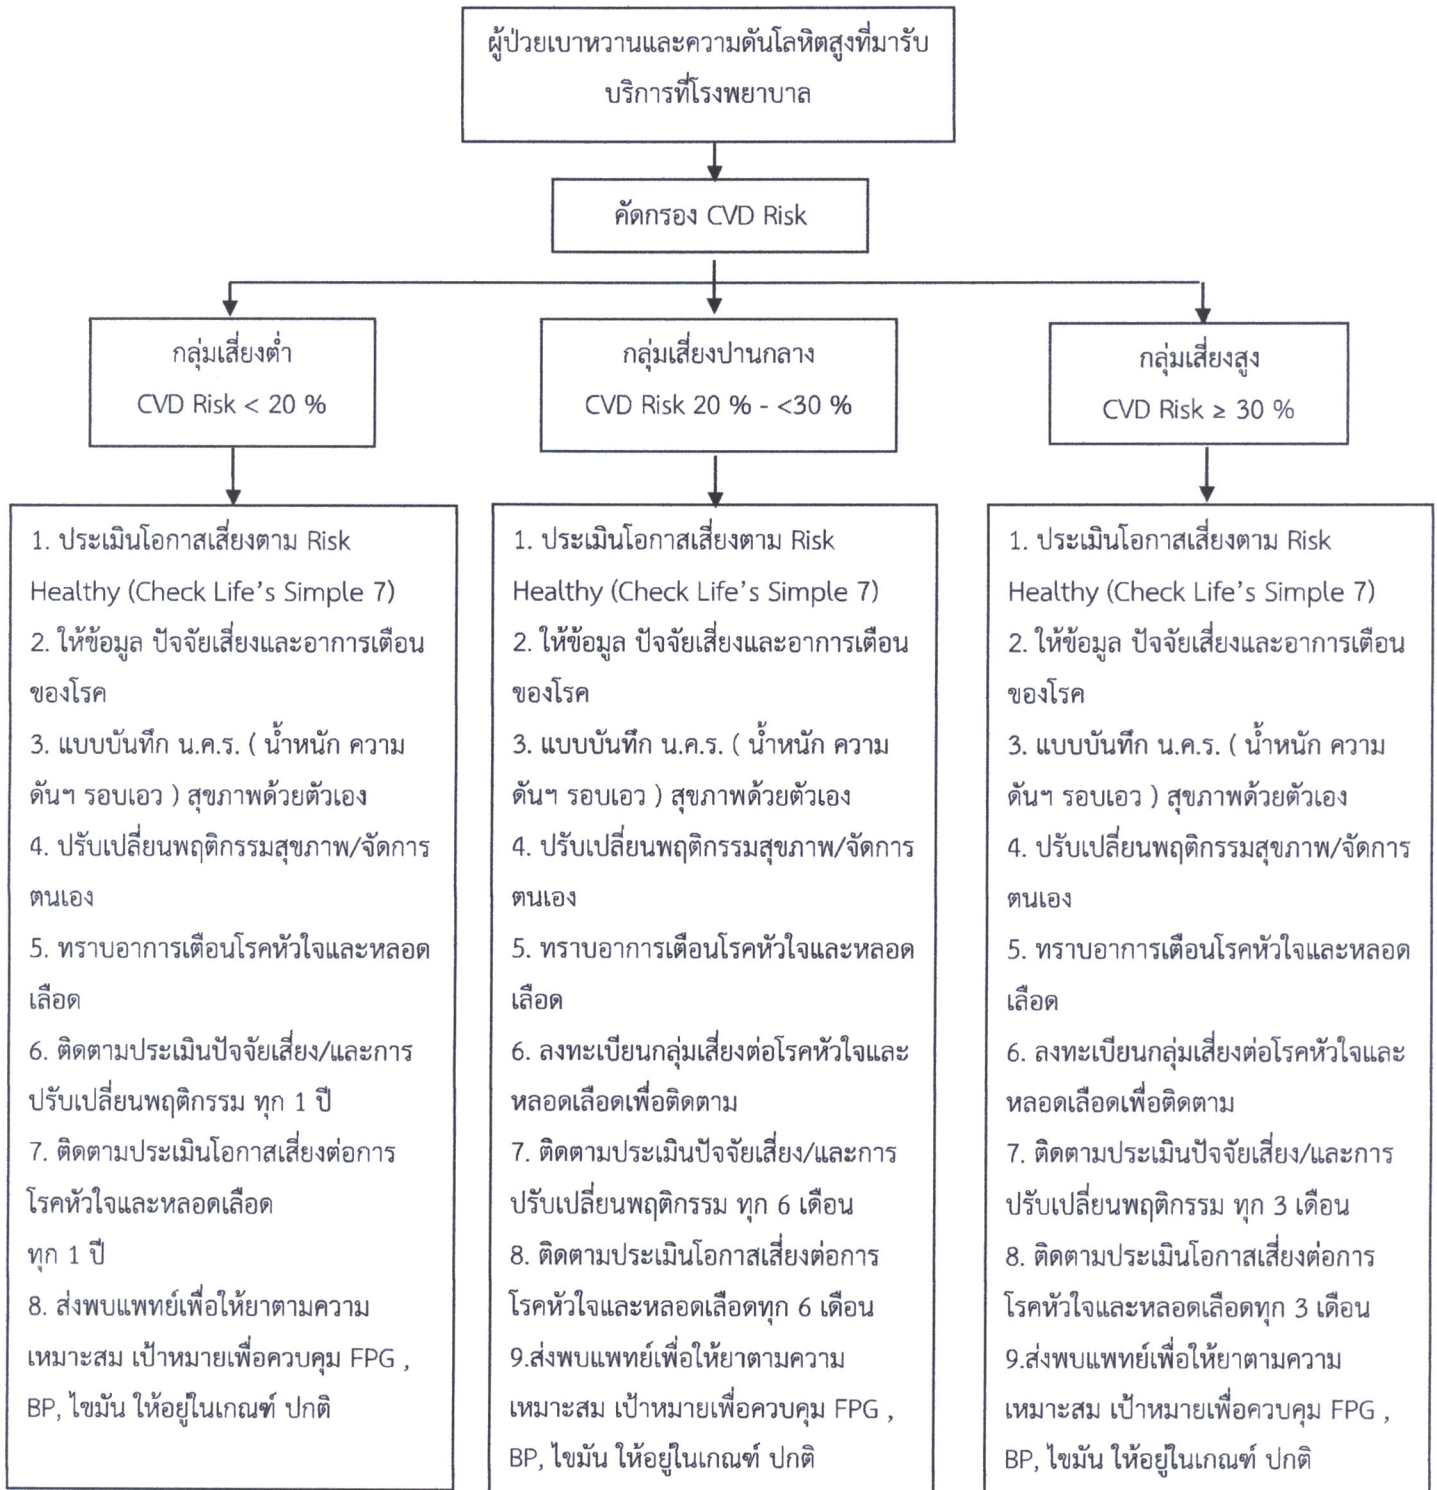 ผู้ป่วยเบาหวานและความดันโลหิตสูงที่มารับ
บริการที่โรงพยาบาล
คัดกรอง CVD Risk
กลุ่มเสี่ยงต่ำ
CVD Risk < 20 %
กลุ่มเสี่ยงปานกลาง
CVD Risk 20 % - <30 %
กลุ่มเสี่ยงสูง
CVD Risk ≥ 30 %
1. ประเมินโอกาสเสี่ยงตาม Risk
Healthy (Check Life's Simple 7)
2. ให้ข้อมูล ปัจจัยเสี่ยงและอาการเตือน
ของโรค
3. แบบบันทึก น.ค.ร. ( น้ำหนัก ความ
ดันฯ รอบเอว ) สุขภาพด้วยตัวเอง
4. ปรับเปลี่ยนพฤติกรรมสุขภาพ/จัดการ
ตนเอง
5. ทราบอาการเตือนโรคหัวใจและหลอด
เลือด
6. ติดตามประเมินปัจจัยเสี่ยง/และการ
ปรับเปลี่ยนพฤติกรรม ทุก 1 ปี
7. ติดตามประเมินโอกาสเสี่ยงต่อการ
โรคหัวใจและหลอดเลือด
ทุก 1 ปี
8. ส่งพบแพทย์เพื่อให้ยาตามความ
เหมาะสม เป้าหมายเพื่อควบคุม FPG ,
BP, ไขมัน ให้อยู่ในเกณฑ์ ปกติ
1. ประเมินโอกาสเสี่ยงตาม Risk
Healthy (Check Life's Simple 7)
2. ให้ข้อมูล ปัจจัยเสี่ยงและอาการเตือน
ของโรค
3. แบบบันทึก น.ค.ร. ( น้ำหนัก ความ
ดันฯ รอบเอว ) สุขภาพด้วยตัวเอง
4. ปรับเปลี่ยนพฤติกรรมสุขภาพ/จัดการ
ตนเอง
5. ทราบอาการเตือนโรคหัวใจและหลอด
เลือด
6. ลงทะเบียนกลุ่มเสี่ยงต่อโรคหัวใจและ
หลอดเลือดเพื่อติดตาม
7. ติดตามประเมินปัจจัยเสี่ยง/และการ
ปรับเปลี่ยนพฤติกรรม ทุก 6 เดือน
8. ติดตามประเมินโอกาสเสี่ยงต่อการ
โรคหัวใจและหลอดเลือดทุก 6 เดือน
9.ส่งพบแพทย์เพื่อให้ยาตามความ
เหมาะสม เป้าหมายเพื่อควบคุม FPG ,
BP, ไขมัน ให้อยู่ในเกณฑ์ ปกติ
1. ประเมินโอกาสเสี่ยงตาม Risk
Healthy (Check Life's Simple 7)
2. ให้ข้อมูล ปัจจัยเสี่ยงและอาการเตือน
ของโรค
3. แบบบันทึก น.ค.ร. ( น้ำหนัก ความ
ดันฯ รอบเอว ) สุขภาพด้วยตัวเอง
4. ปรับเปลี่ยนพฤติกรรมสุขภาพ/จัดการ
ตนเอง
5. ทราบอาการเตือนโรคหัวใจและหลอด
เลือด
6. ลงทะเบียนกลุ่มเสี่ยงต่อโรคหัวใจและ
หลอดเลือดเพื่อติดตาม
7. ติดตามประเมินปัจจัยเสี่ยง/และการ
ปรับเปลี่ยนพฤติกรรม ทุก 3 เดือน
8. ติดตามประเมินโอกาสเสี่ยงต่อการ
โรคหัวใจและหลอดเลือดทุก 3 เดือน
9.ส่งพบแพทย์เพื่อให้ยาตามความ
เหมาะสม เป้าหมายเพื่อควบคุม FPG ,
BP, ไขมัน ให้อยู่ในเกณฑ์ ปกติ